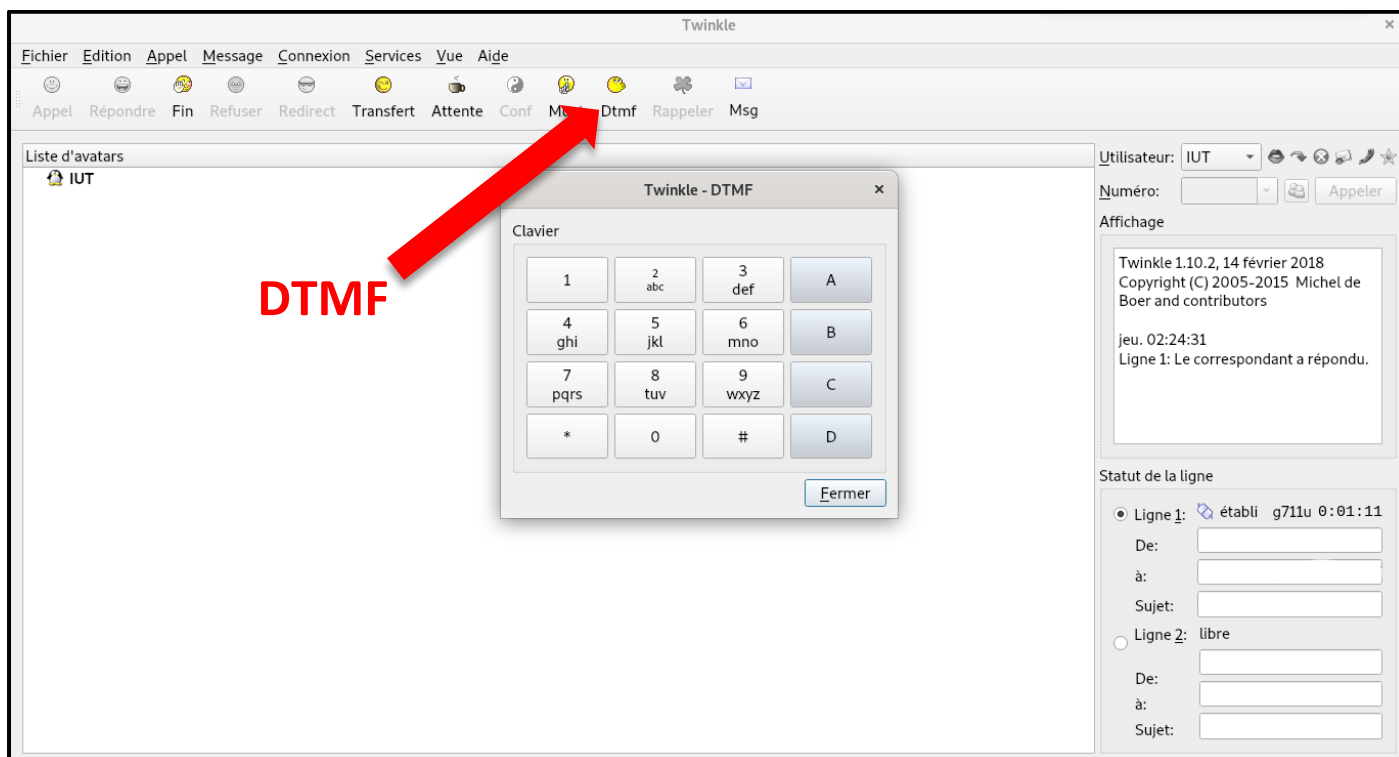 Twinkle
Fichier Edition Appel Message Connexion Services Vue Aide
Appel Répondre Fin Refuser Redirect Transfert Attente Conf Dtmf Rappeler Msg
Liste d'avatars
IUT
DTMF
Twinkle - DTMF
Clavier
1 2 abc 3 def A
4 ghi 5 jkl 6 mno B
7 pqrs 8 tuv 9 wxyz C
* 0 # D
Fermer
Utilisateur: IUT
Numéro: Appeler
Affichage
Twinkle 1.10.2, 14 février 2018
Copyright (C) 2005-2015 Michel de
Boer and contributors
jeu. 02:24:31
Ligne 1: Le correspondant a répondu.
Statut de la ligne
Ligne 1: établi g711u 0:01:11
De:
à:
Sujet:
Ligne 2: libre
De:
à:
Sujet: